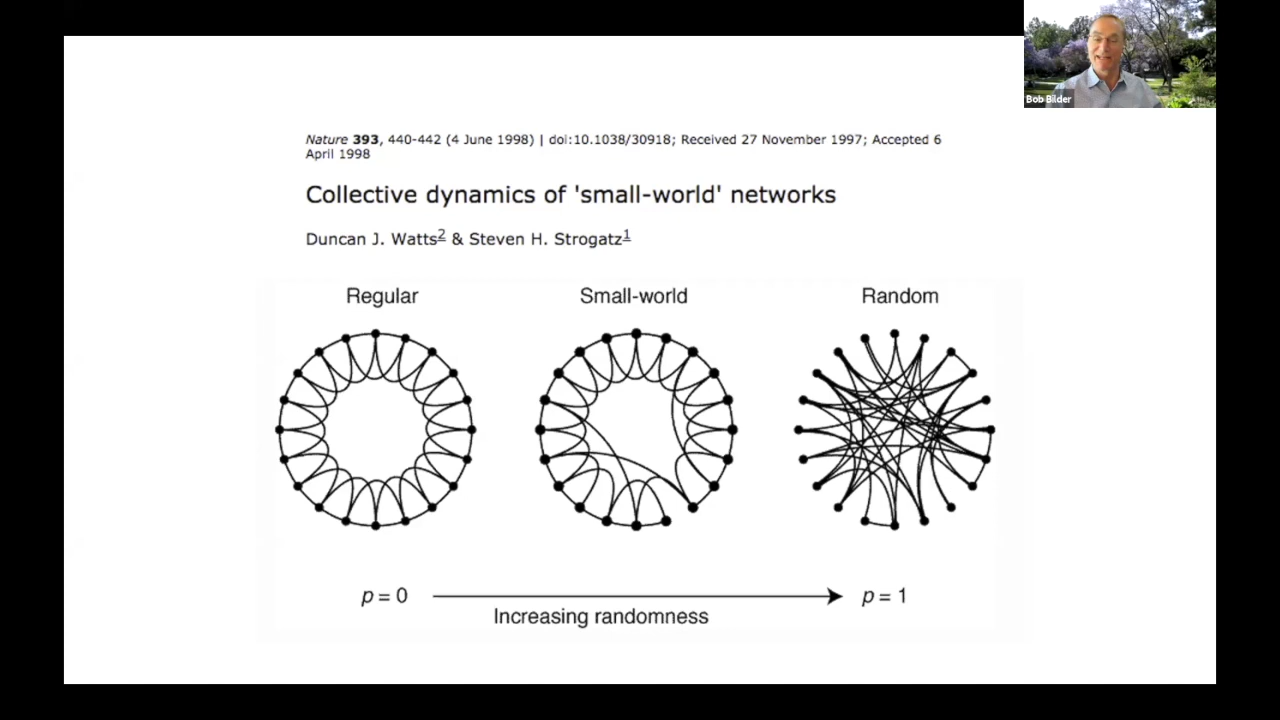 Bob Bilder
Nature 393, 440-442 (4 June 1998) | doi:10.1038/30918; Received 27 November 1997; Accepted 6
April 1998
Collective dynamics of 'small-world' networks
Duncan J. Watts2 & Steven H. Strogatz1
Regular Small-world Random
p = 0 p = 1
Increasing randomness